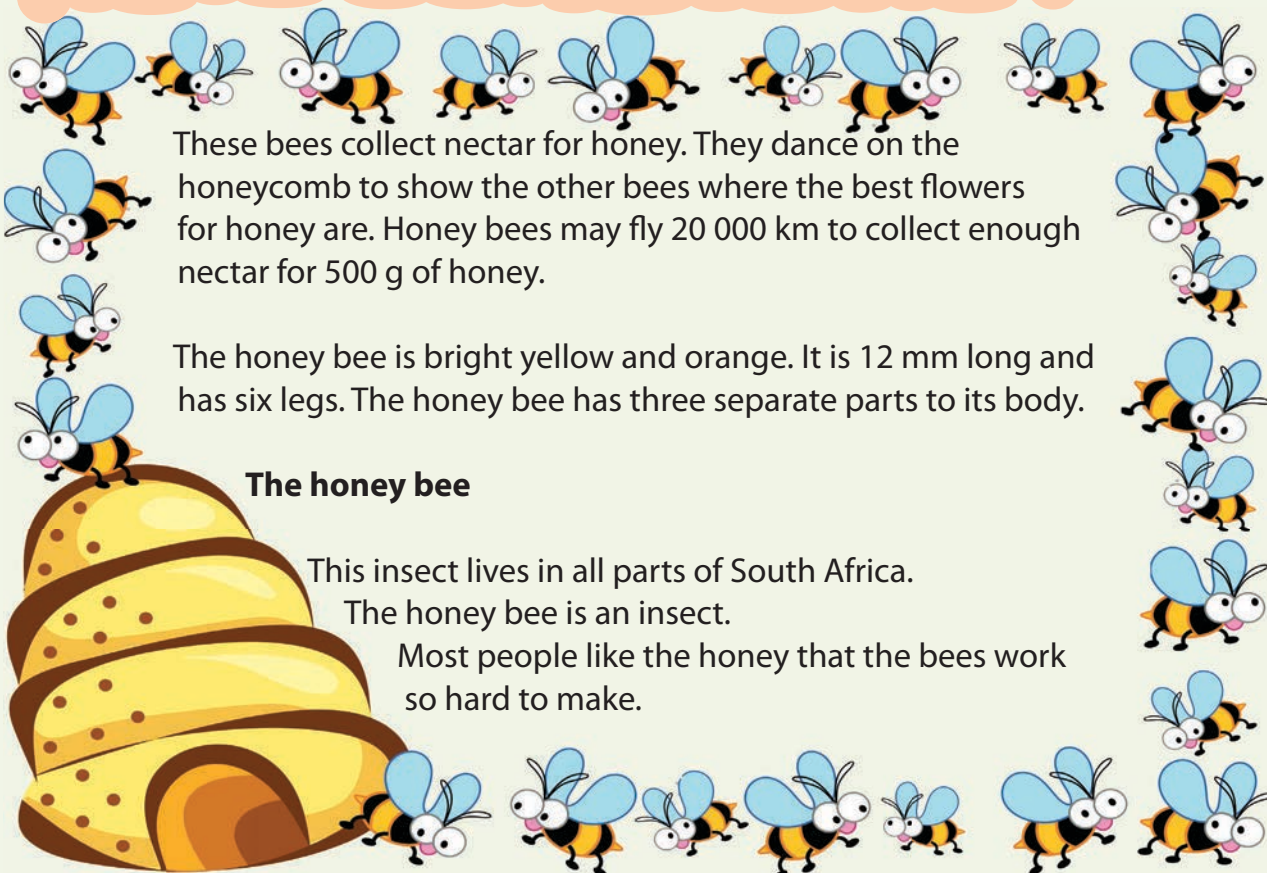 These bees collect nectar for honey. They dance on the
honeycomb to show the other bees where the best flowers
for honey are. Honey bees may fly 20 000 km to collect enough
nectar for 500 g of honey.
The honey bee is bright yellow and orange. It is 12 mm long and
has six legs. The honey bee has three separate parts to its body.
The honey bee
This insect lives in all parts of South Africa.
The honey bee is an insect.
Most people like the honey that the bees work
so hard to make.